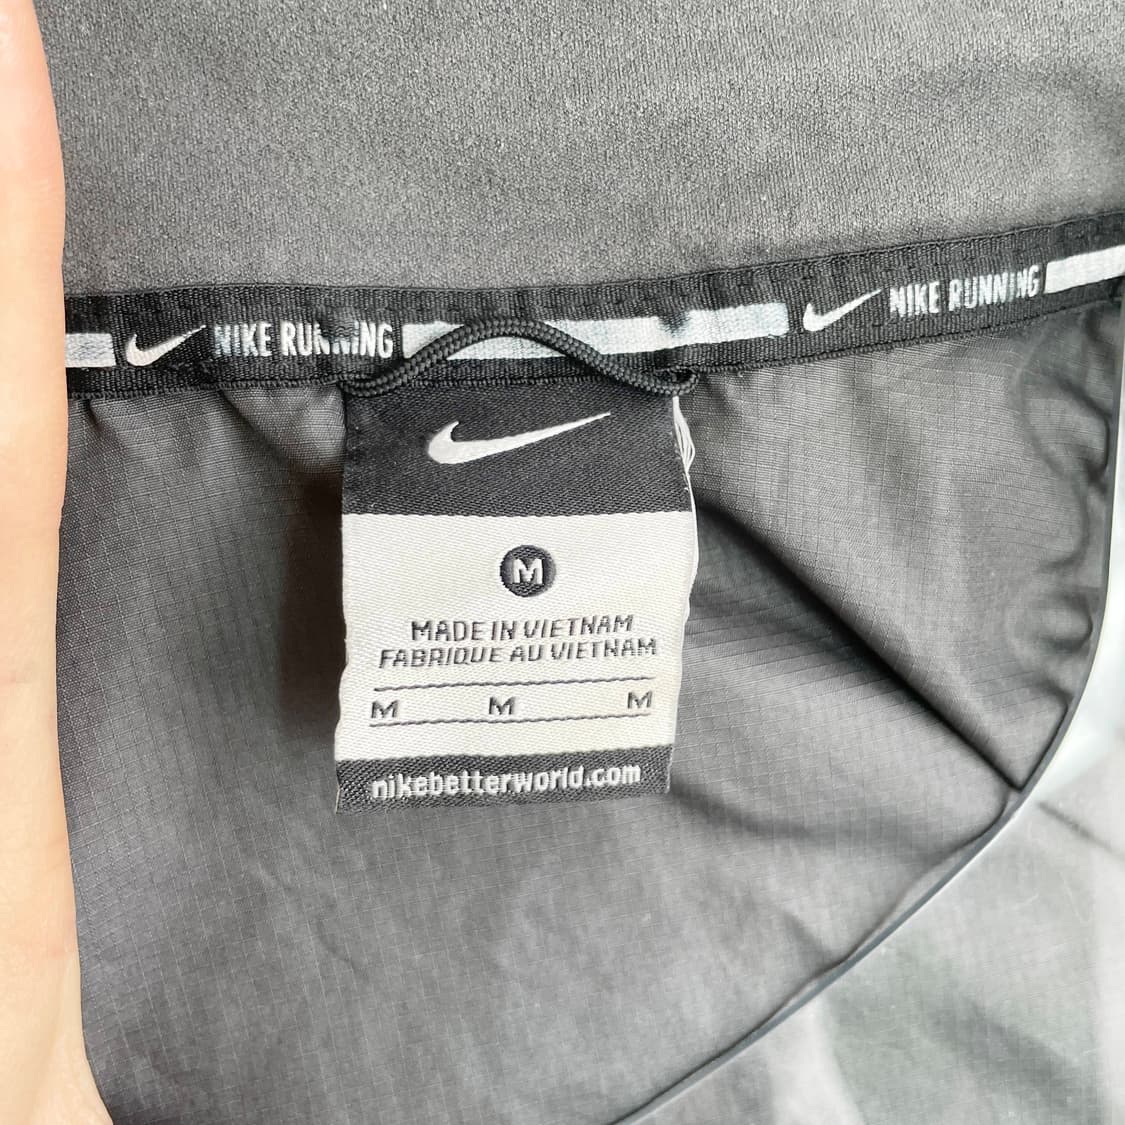 NIKE RUNNING
NIKE RUNNING
M
MADE IN VIETNAM
FABRIQUE AU VIETNAM
M M M
nikebetterworld.com